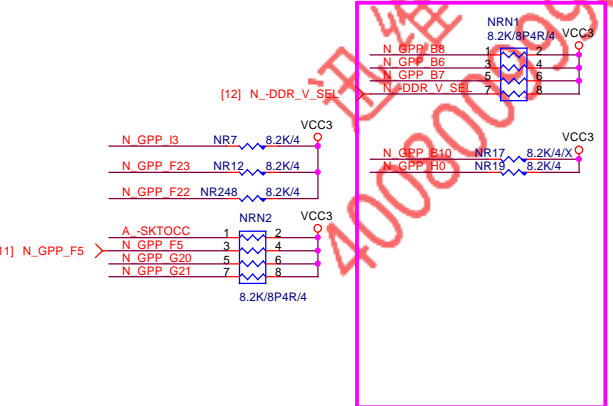 NRN1
8.2K/8P4R/4 VCC3
N_GPP_B8 1 2
N_GPP_B6 3 4
N_GPP_B7 5 6
[12] N_-DDR_V_SEL N_-DDR_V_SEL 7 8
VCC3
N_GPP_I3 NR7 8.2K/4
N_GPP_F23 NR12 8.2K/4
N_GPP_F22 NR248 8.2K/4
VCC3
N_GPP_B10 NR17 8.2K/4/X
N_GPP_H0 NR19 8.2K/4
NRN2 VCC3
A_-SKTOCC 1 2
11] N_GPP_F5 N_GPP_F5 3 4
N_GPP_G20 5 6
N_GPP_G21 7 8
8.2K/8P4R/4
迅维
400800999